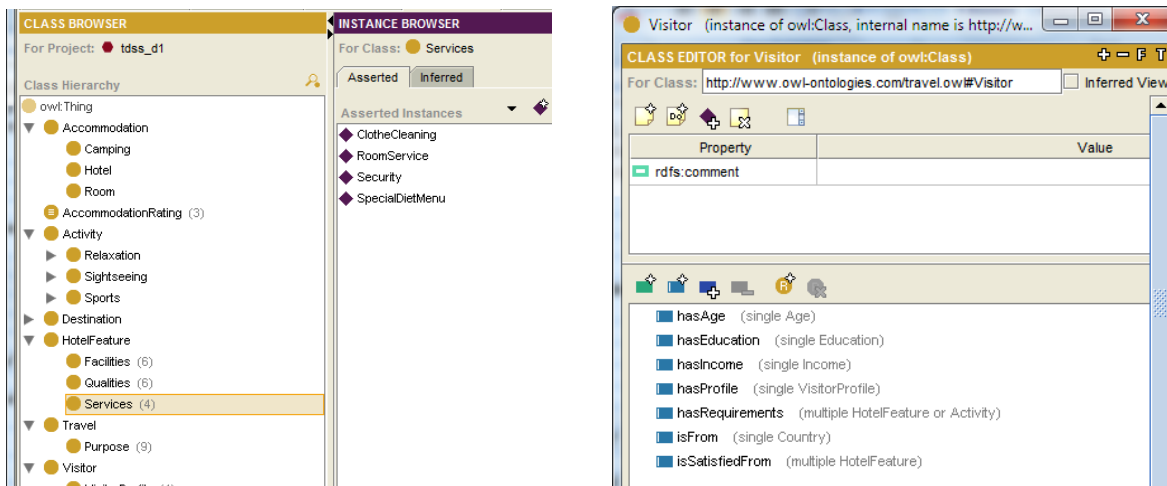 CLASS BROWSER
For Project: tdss_d1
Class Hierarchy
owl:Thing
Accommodation
Camping
Hotel
Room
AccommodationRating (3)
Activity
Relaxation
Sightseeing
Sports
Destination
HotelFeature
Facilities (6)
Qualities (6)
Services (4)
Travel
Purpose (9)
Visitor
INSTANCE BROWSER
For Class: Services
Asserted Inferred
Asserted Instances
ClotheCleaning
RoomService
Security
SpecialDietMenu
Visitor (instance of owl:Class, internal name is http://w...
CLASS EDITOR for Visitor (instance of owl:Class) F T
For Class: http://www.owl-ontologies.com/travel.owl#Visitor Inferred View
Property Value
rdfs:comment
hasAge (single Age)
hasEducation (single Education)
hasIncome (single Income)
hasProfile (single VisitorProfile)
hasRequirements (multiple HotelFeature or Activity)
isFrom (single Country)
isSatisfiedFrom (multiple HotelFeature)